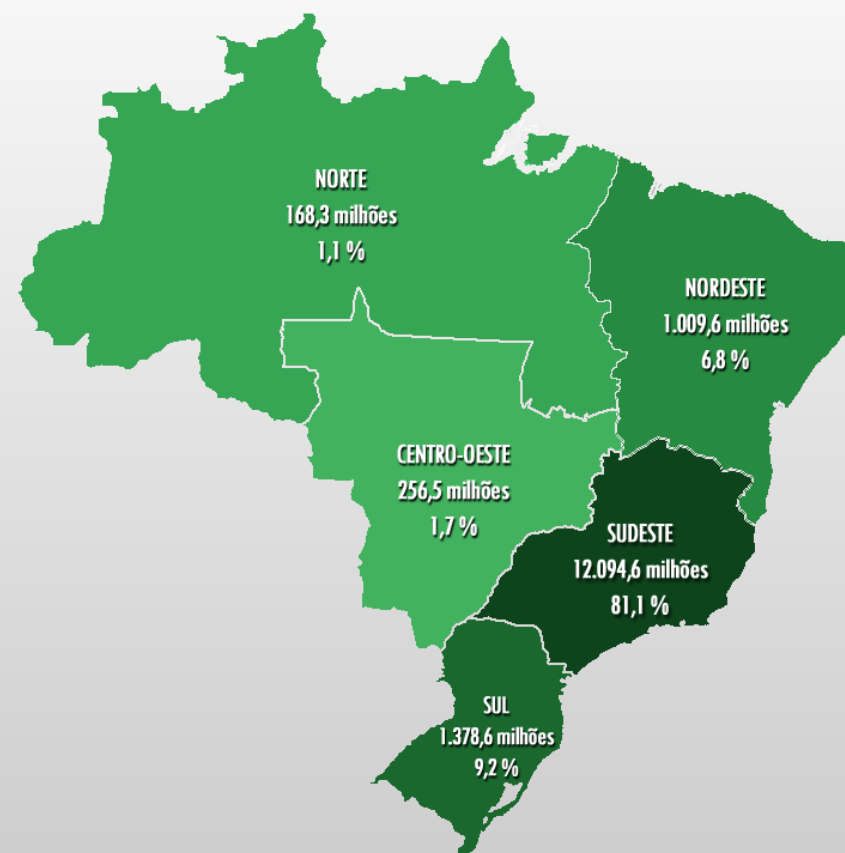 NORTE
168,3 milhões
1,1 %
NORDESTE
1.009,6 milhões
6,8 %
CENTRO-OESTE
256,5 milhões
1,7 %
SUDESTE
12.094,6 milhões
81,1 %
SUL
1.378,6 milhões
9,2 %